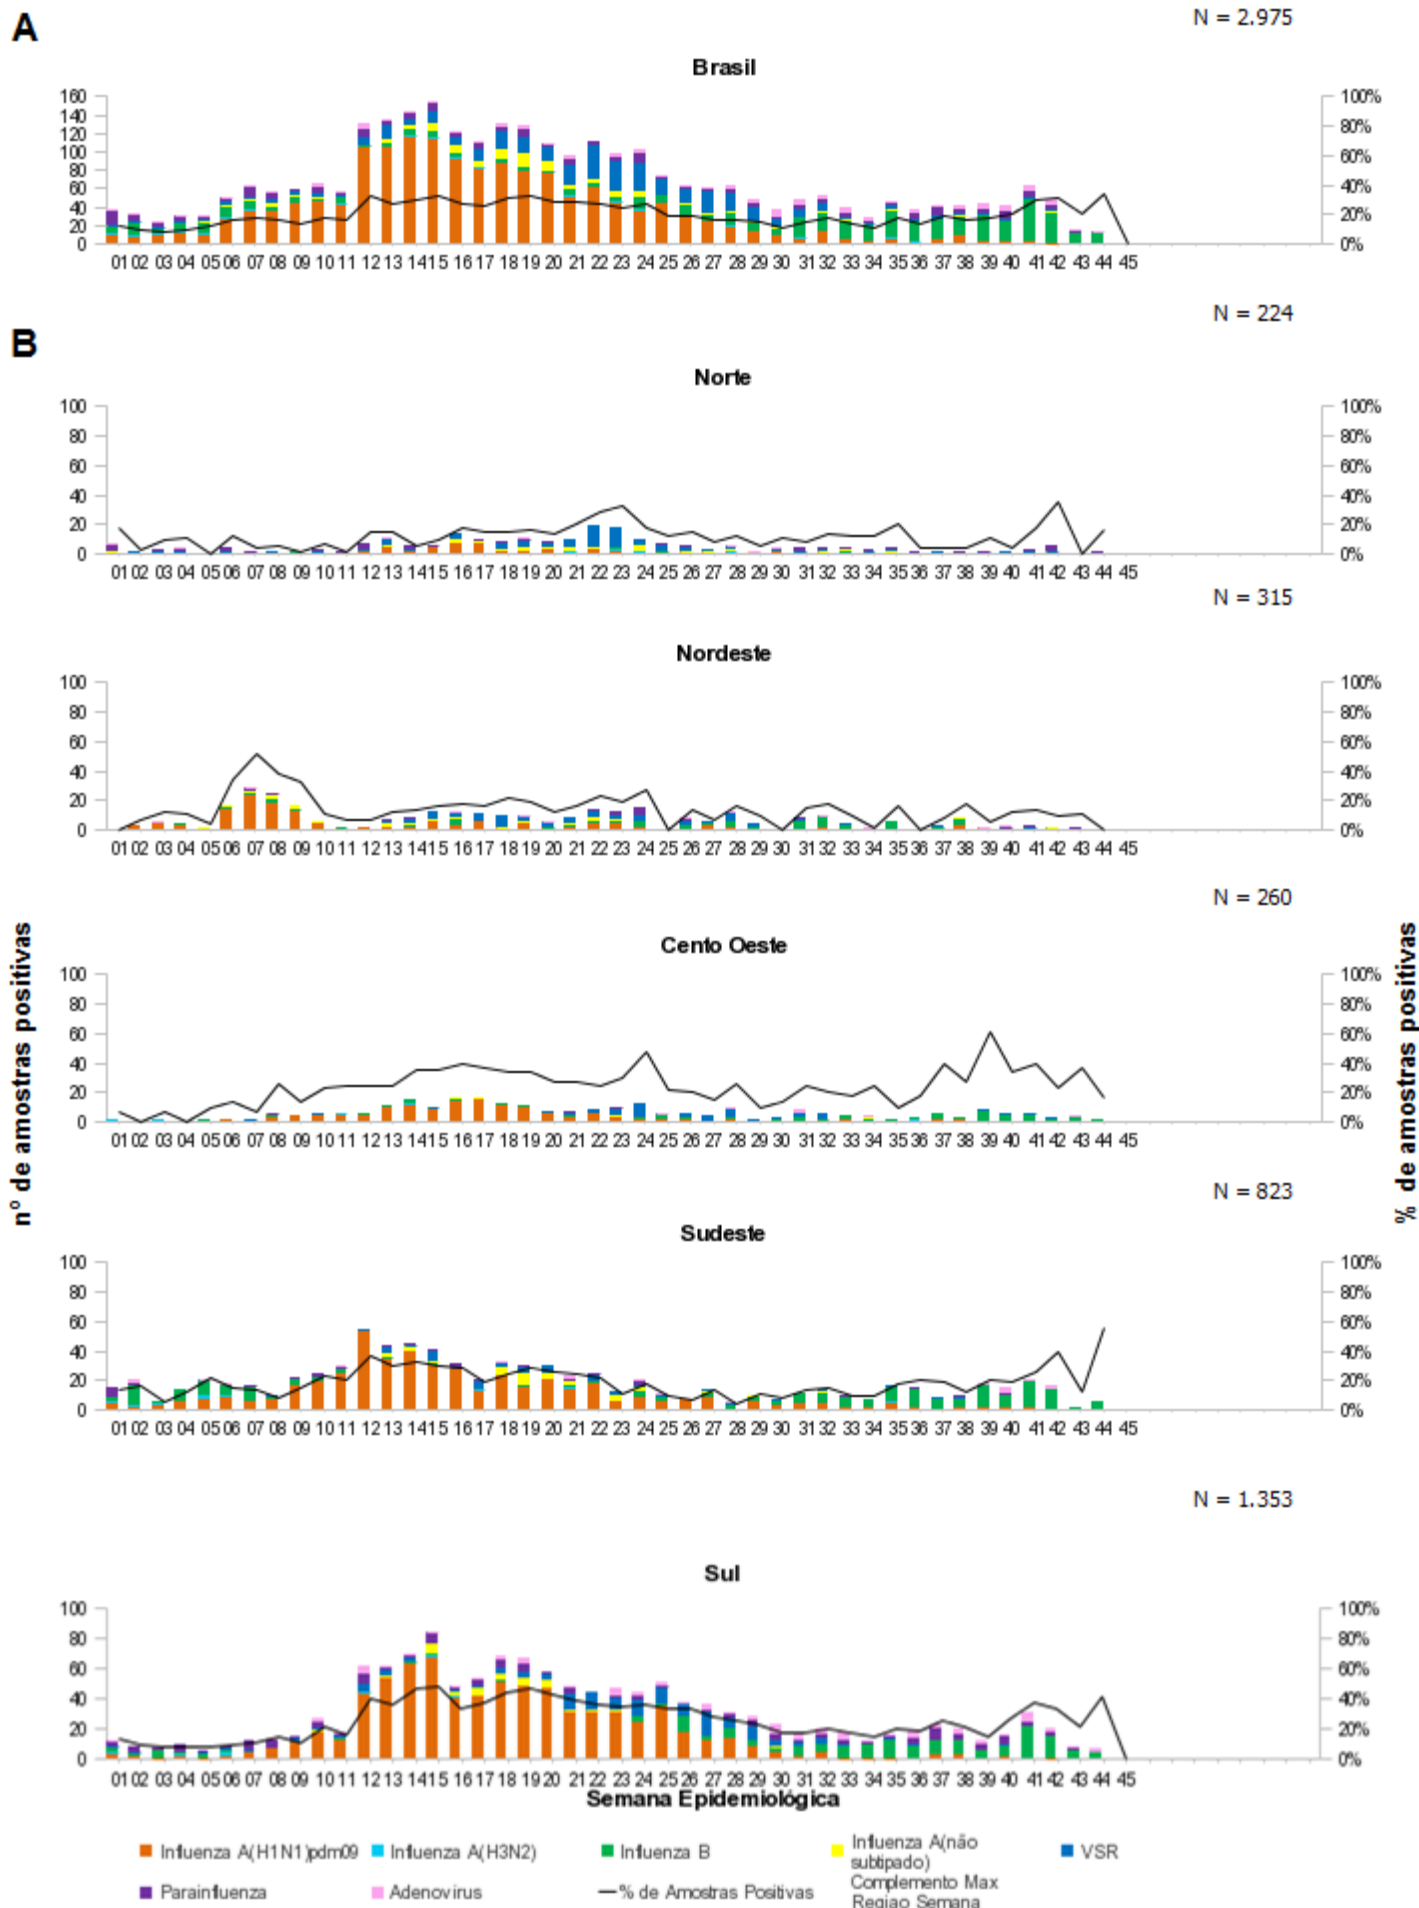 A
N = 2.975
Brasil
160
140
120
100
80
60
40
20
0
100%
80%
60%
40%
20%
0%
01 02 03 04 05 06 07 08 09 10 11 12 13 14 15 16 17 18 19 20 21 22 23 24 25 26 27 28 29 30 31 32 33 34 35 36 37 38 39 40 41 42 43 44 45
N = 224
B
Norte
100
80
60
40
20
0
100%
80%
60%
40%
20%
0%
01 02 03 04 05 06 07 08 09 10 11 12 13 14 15 16 17 18 19 20 21 22 23 24 25 26 27 28 29 30 31 32 33 34 35 36 37 38 39 40 41 42 43 44 45
N = 315
Nordeste
100
80
60
40
20
0
100%
80%
60%
40%
20%
0%
01 02 03 04 05 06 07 08 09 10 11 12 13 14 15 16 17 18 19 20 21 22 23 24 25 26 27 28 29 30 31 32 33 34 35 36 37 38 39 40 41 42 43 44 45
N = 260
Cento Oeste
100
80
60
40
20
0
100%
80%
60%
40%
20%
0%
01 02 03 04 05 06 07 08 09 10 11 12 13 14 15 16 17 18 19 20 21 22 23 24 25 26 27 28 29 30 31 32 33 34 35 36 37 38 39 40 41 42 43 44 45
nº de amostras positivas
% de amostras positivas
N = 823
Sudeste
100
80
60
40
20
0
100%
80%
60%
40%
20%
0%
01 02 03 04 05 06 07 08 09 10 11 12 13 14 15 16 17 18 19 20 21 22 23 24 25 26 27 28 29 30 31 32 33 34 35 36 37 38 39 40 41 42 43 44 45
N = 1.353
Sul
100
80
60
40
20
0
100%
80%
60%
40%
20%
0%
01 02 03 04 05 06 07 08 09 10 11 12 13 14 15 16 17 18 19 20 21 22 23 24 25 26 27 28 29 30 31 32 33 34 35 36 37 38 39 40 41 42 43 44 45
Semana Epidemiológica
Influenza A(H1N1)pdm09
Influenza A(H3N2)
Influenza B
Influenza A(não
subtipado)
VSR
Parainfluenza
Adenovirus
% de Amostras Positivas
Complemento Max
Regiao Semana